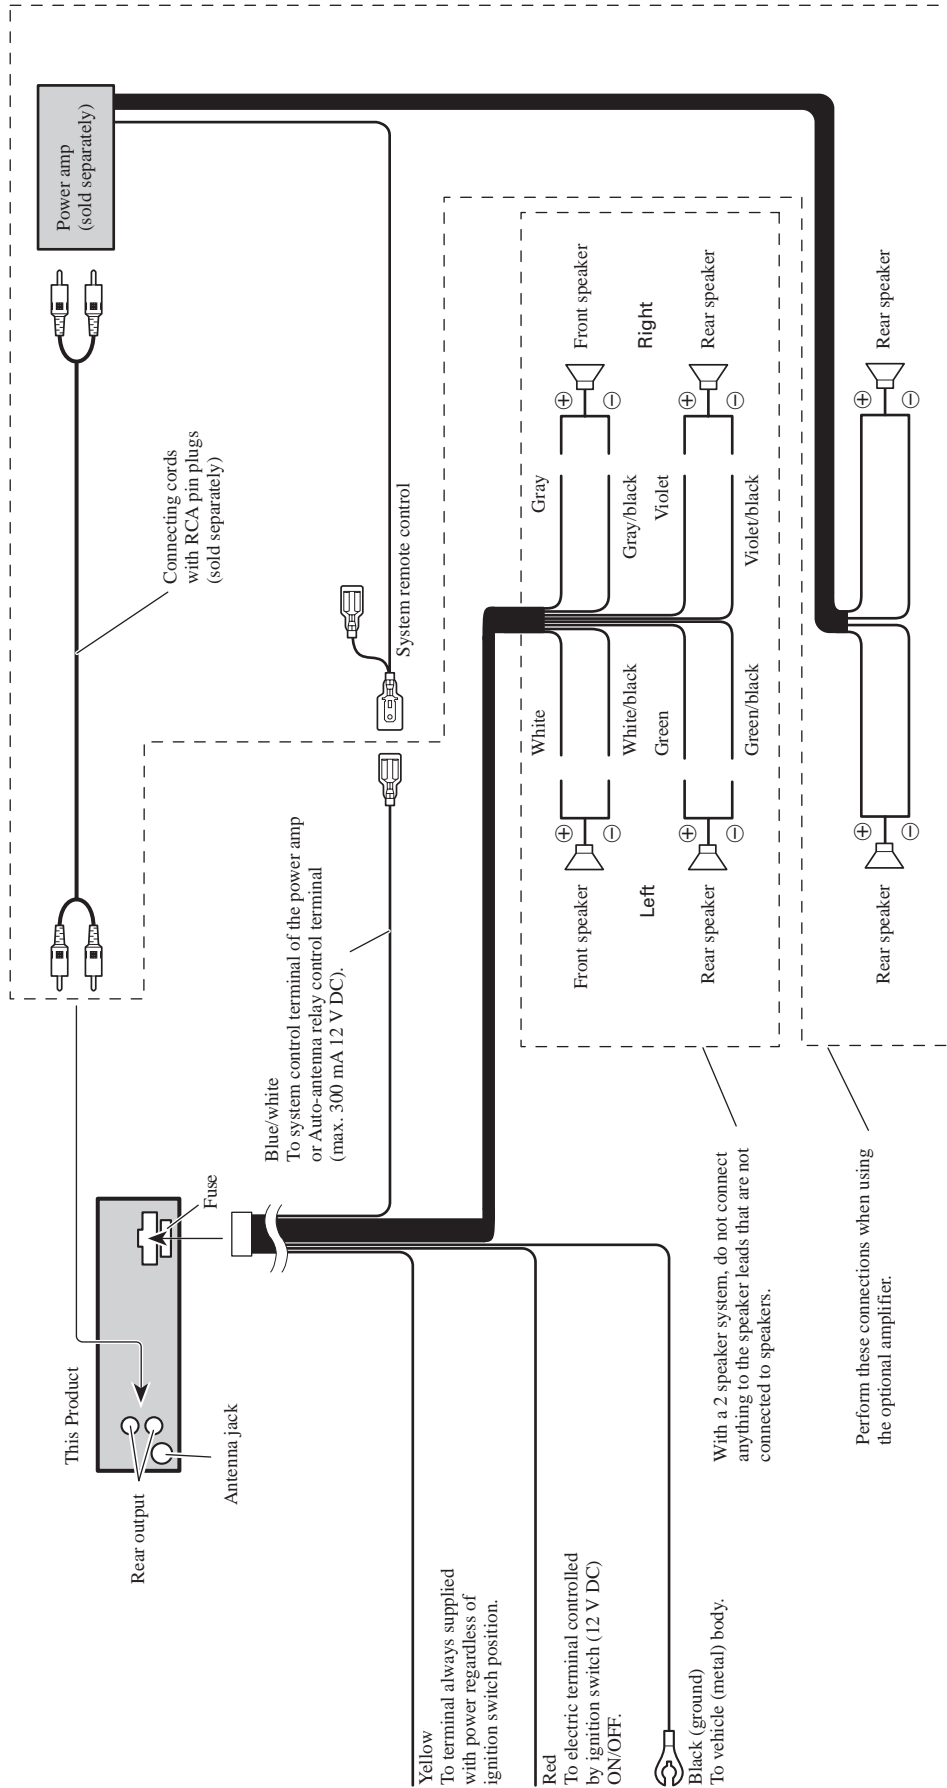 This Product
Rear output
Antenna jack
Fuse
Power amp
(sold separately)
Connecting cords
with RCA pin plugs
(sold separately)
System remote control
Blue/white
To system control terminal of the power amp
or Auto-antenna relay control terminal
(max. 300 mA 12 V DC).
Yellow
To terminal always supplied
with power regardless of
ignition switch position.
Red
To electric terminal controlled
by ignition switch (12 V DC)
ON/OFF.
Black (ground)
To vehicle (metal) body.
White
Gray
⊕
⊕
Front speaker
Front speaker
⊖
⊖
White/black
Gray/black
Left
Right
Green
Violet
⊕
⊕
Rear speaker
Rear speaker
⊖
⊖
Green/black
Violet/black
With a 2 speaker system, do not connect
anything to the speaker leads that are not
connected to speakers.
⊕
⊕
Rear speaker
Rear speaker
⊖
⊖
Perform these connections when using
the optional amplifier.